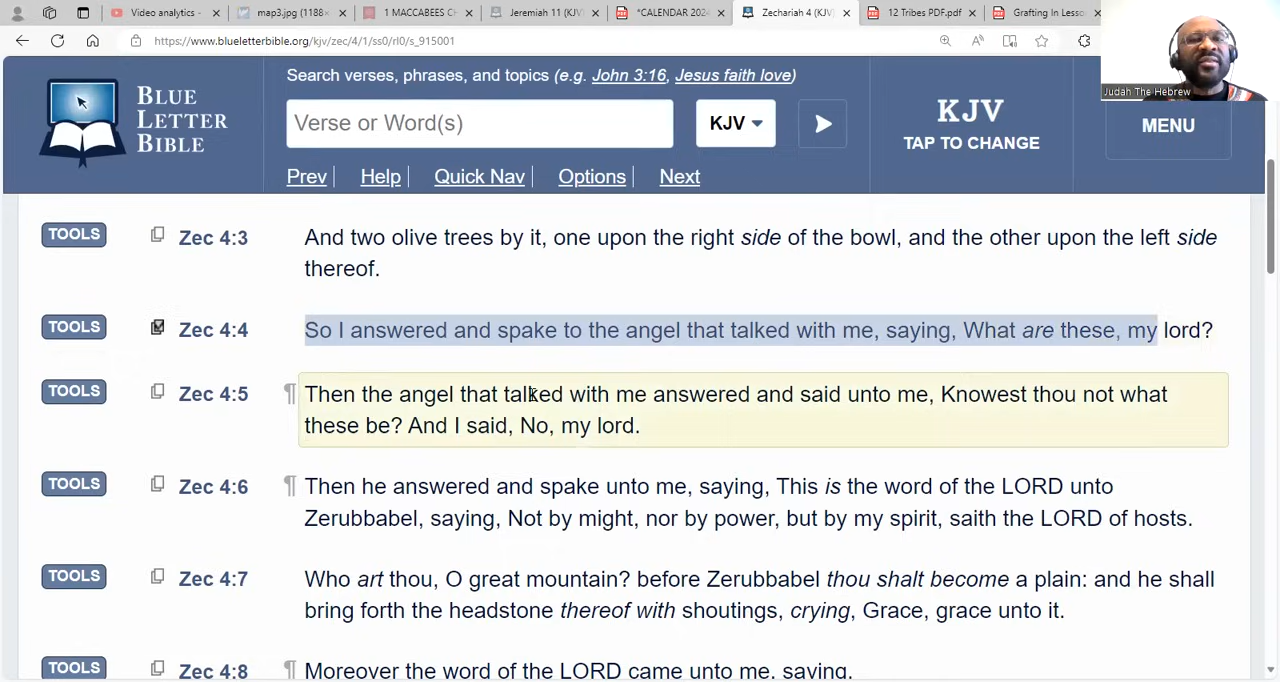 Video analytics -
map3.jpg (1188×
1 MACCABEES CH
Jeremiah 11 (KJV)
*CALENDAR 2024
Zechariah 4 (KJV)
12 Tribes PDF.pdf
Grafting In Lesso
https://www.blueletterbible.org/kjv/zec/4/1/ss0/rl0/s_915001
Judah The Hebrew
BLUE
LETTER
BIBLE
Search verses, phrases, and topics (e.g. John 3:16, Jesus faith love)
Verse or Word(s)
KJV
KJV
TAP TO CHANGE
MENU
Prev
Help
Quick Nav
Options
Next
TOOLS Zec 4:3 And two olive trees by it, one upon the right side of the bowl, and the other upon the left side
thereof.
TOOLS Zec 4:4 So I answered and spake to the angel that talked with me, saying, What are these, my lord?
TOOLS Zec 4:5 ¶ Then the angel that talked with me answered and said unto me, Knowest thou not what
these be? And I said, No, my lord.
TOOLS Zec 4:6 ¶ Then he answered and spake unto me, saying, This is the word of the LORD unto
Zerubbabel, saying, Not by might, nor by power, but by my spirit, saith the LORD of hosts.
TOOLS Zec 4:7 Who art thou, O great mountain? before Zerubbabel thou shalt become a plain: and he shall
bring forth the headstone thereof with shoutings, crying, Grace, grace unto it.
TOOLS Zec 4:8 ¶ Moreover the word of the LORD came unto me, saying,